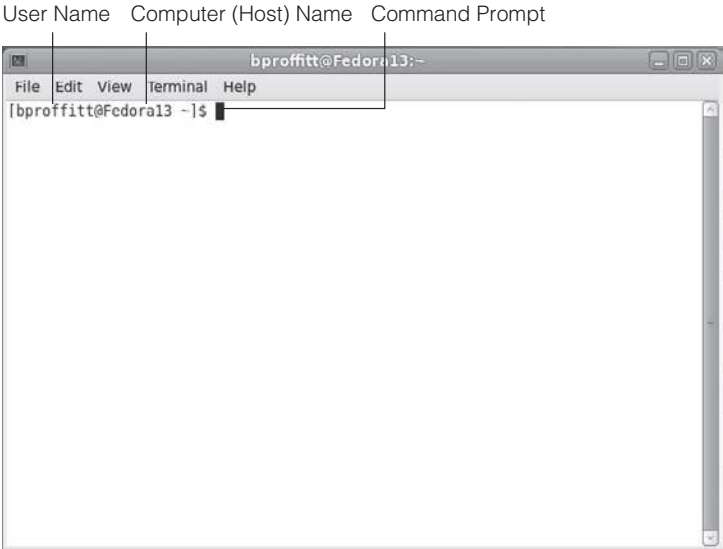 User Name Computer (Host) Name Command Prompt
bproffitt@Fedora13:~
File Edit View Terminal Help
[bproffitt@Fedora13 ~]$